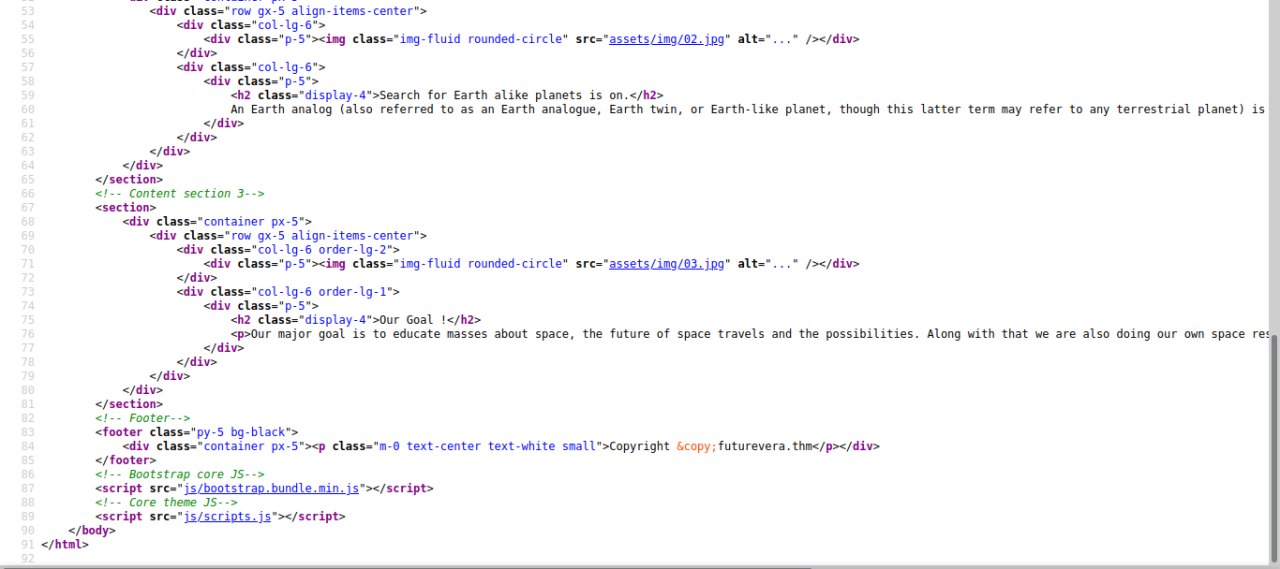 53 <div class="row gx-5 align-items-center">
54 <div class="col-lg-6">
55 <div class="p-5"><img class="img-fluid rounded-circle" src="assets/img/02.jpg" alt="..." /></div>
56 </div>
57 <div class="col-lg-6">
58 <div class="p-5">
59 <h2 class="display-4">Search for Earth alike planets is on.</h2>
60 An Earth analog (also referred to as an Earth analogue, Earth twin, or Earth-like planet, though this latter term may refer to any terrestrial planet) is
61 </div>
62 </div>
63 </div>
64 </div>
65 </section>
66 <!-- Content section 3-->
67 <section>
68 <div class="container px-5">
69 <div class="row gx-5 align-items-center">
70 <div class="col-lg-6 order-lg-2">
71 <div class="p-5"><img class="img-fluid rounded-circle" src="assets/img/03.jpg" alt="..." /></div>
72 </div>
73 <div class="col-lg-6 order-lg-1">
74 <div class="p-5">
75 <h2 class="display-4">Our Goal !</h2>
76 <p>Our major goal is to educate masses about space, the future of space travels and the possibilities. Along with that we are also doing our own space res
77 </div>
78 </div>
79 </div>
80 </div>
81 </section>
82 <!-- Footer-->
83 <footer class="py-5 bg-black">
84 <div class="container px-5"><p class="m-0 text-center text-white small">Copyright &copy;futurevera.thm</p></div>
85 </footer>
86 <!-- Bootstrap core JS-->
87 <script src="js/bootstrap.bundle.min.js"></script>
88 <!-- Core theme JS-->
89 <script src="js/scripts.js"></script>
90 </body>
91 </html>
92